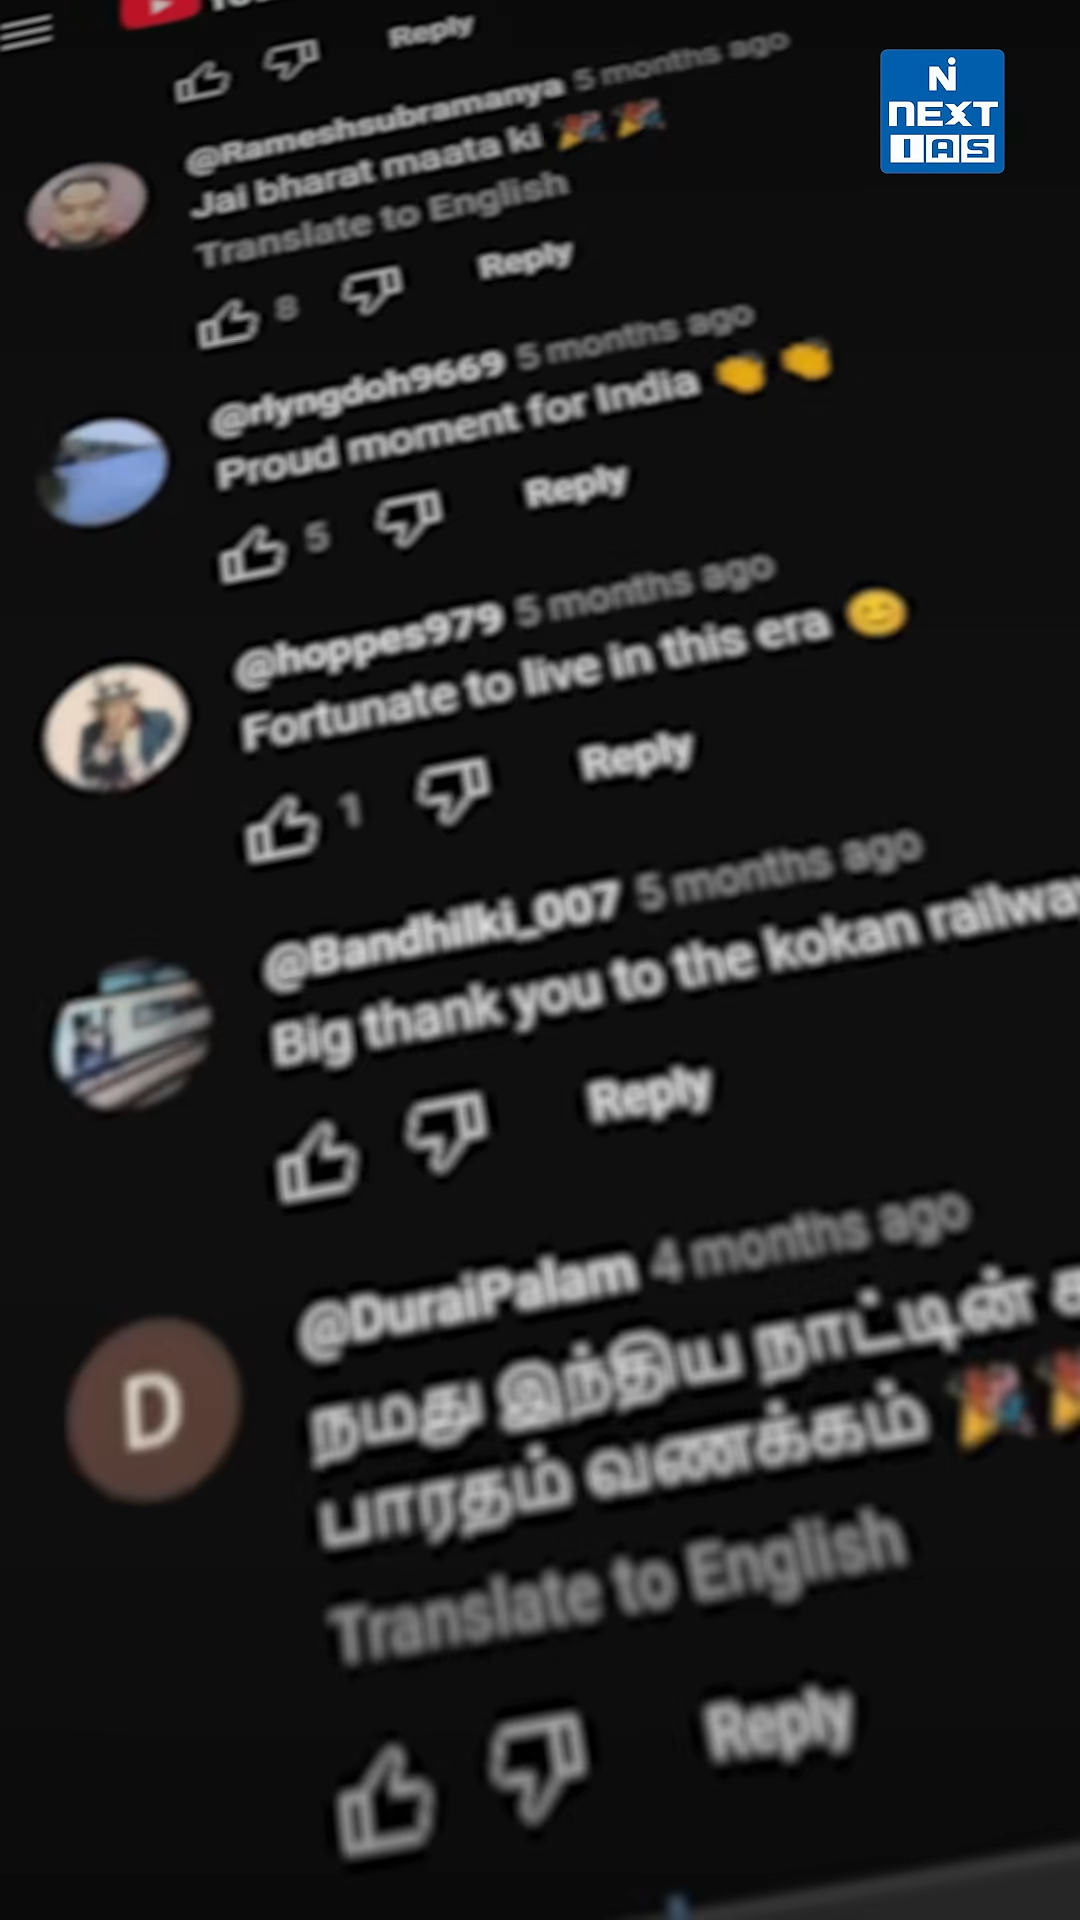 Reply
NEXT
IAS
@Rameshsubramanya 5 months ago
Jai bharat maata ki 🎉 🎉
Translate to English
8 Reply
@rlyngdoh9669 5 months ago
Proud moment for India 👏 👏
5 Reply
@hoppes979 5 months ago
Fortunate to live in this era 😊
1 Reply
@Bandhilki_007 5 months ago
Big thank you to the kokan railway
Reply
D
@DuraiPalam 4 months ago
நமது இந்திய நாட்டின்
பாரதம் வணக்கம் 🎉
Translate to English
Reply